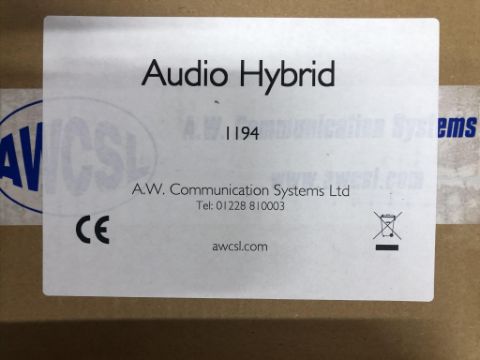 Audio Hybrid
1194
A.W. Communication Systems Ltd
Tel: 01228 810003
awcsl.com
CE
AWCSL
A.W. Communication Systems
www.awcsl.com